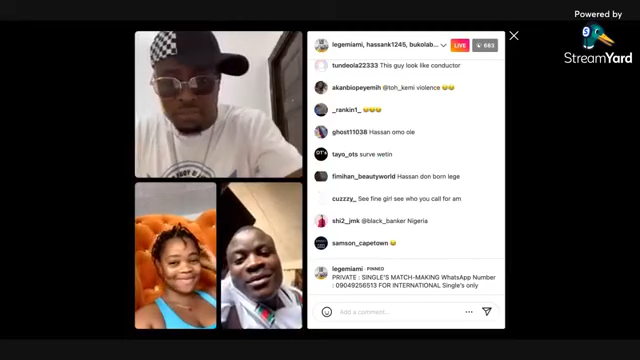 Powered by
StreamYard
legemiami, hassank1245, bukolab...
LIVE
683
tundeola22333 This guy look like conductor
akanbiopeyemih @toh_kemi violence 😂😂
_rankin1_ 😂😂😂
ghost11038 Hassan omo oie
tayo_ots surve wetin
fimihan_beautyworld Hassan don born lege
cuzzzy_ See fine girl see who you call for am
shi2_jmk @black_banker Nigeria
samson_capetown 😂
legemiami PINNED
PRIVATE : SINGLE'S MATCH-MAKING WhatsApp Number
: 09049256513 FOR INTERNATIONAL Single's only
Add a comment...